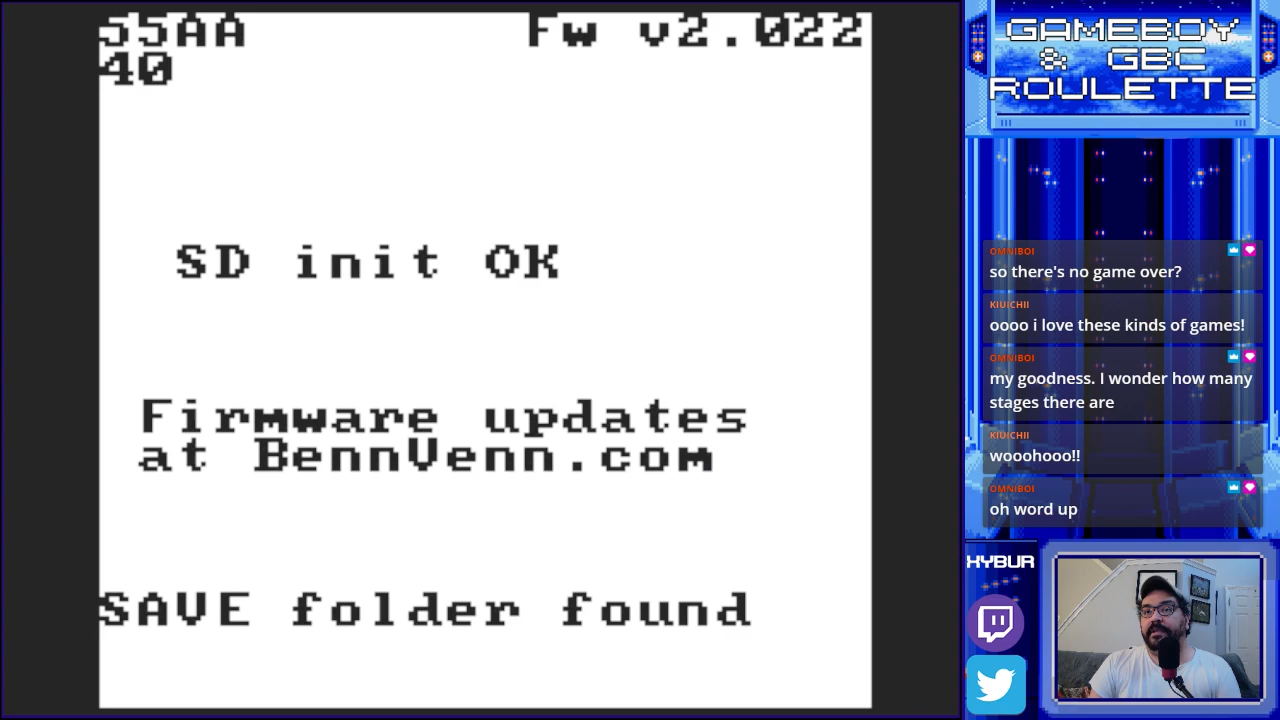 55AA Fw v2.022
40
SD init OK
Firmware updates
at BennVenn.com
SAVE folder found
GAMEBOY
& GBC
ROULETTE
OMNIBOI
so there's no game over?
KIUICHII
oooo i love these kinds of games!
OMNIBOI
my goodness. I wonder how many
stages there are
KIUICHII
wooohooo!!
OMNIBOI
oh word up
HYBUR